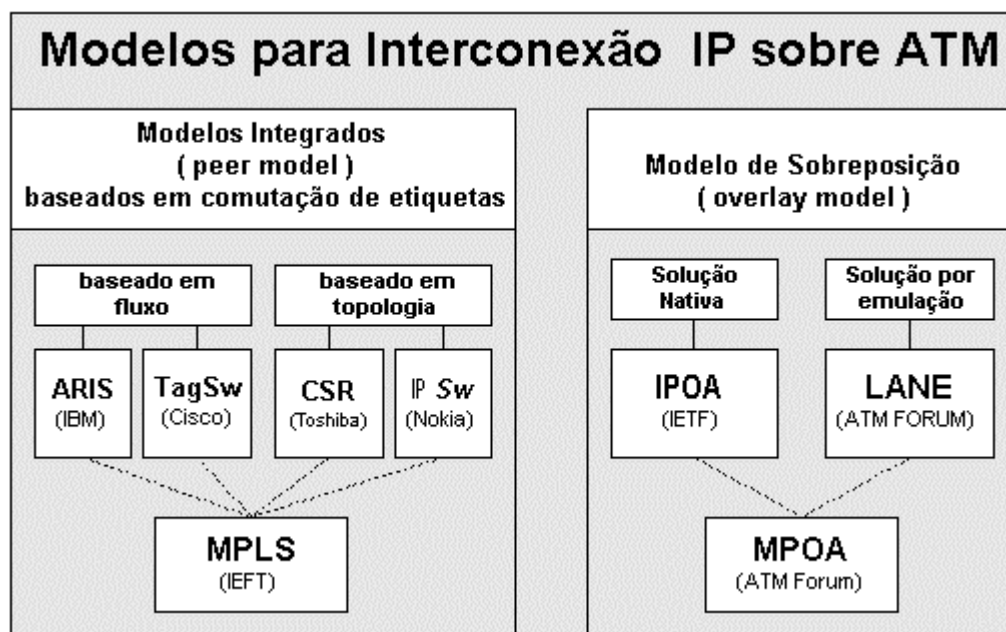 Modelos para Interconexão IP sobre ATM
Modelos Integrados
( peer model )
baseados em comutação de etiquetas
baseado em
fluxo
baseado em
topologia
ARIS
(IBM)
TagSw
(Cisco)
CSR
(Toshiba)
IP Sw
(Nokia)
MPLS
(IEFT)
Modelo de Sobreposição
( overlay model )
Solução
Nativa
Solução por
emulação
IPOA
(IETF)
LANE
(ATM FORUM)
MPOA
(ATM Forum)